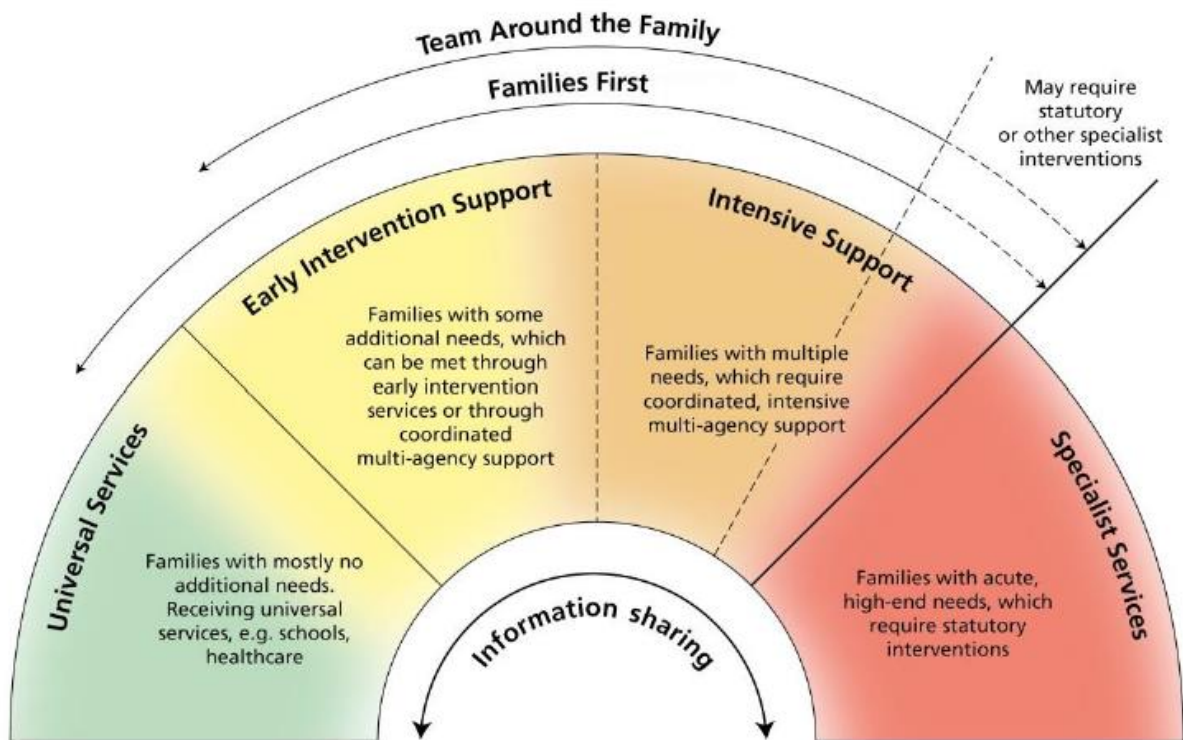 Team Around the Family
Families First
May require
statutory
or other specialist
interventions
Early Intervention Support
Intensive Support
Families with some
additional needs, which
can be met through
early intervention
services or through
coordinated
multi-agency support
Families with multiple
needs, which require
coordinated, intensive
multi-agency support
Universal Services
Specialist Services
Families with mostly no
additional needs.
Receiving universal
services, e.g. schools,
healthcare
Information sharing
Families with acute,
high-end needs, which
require statutory
interventions